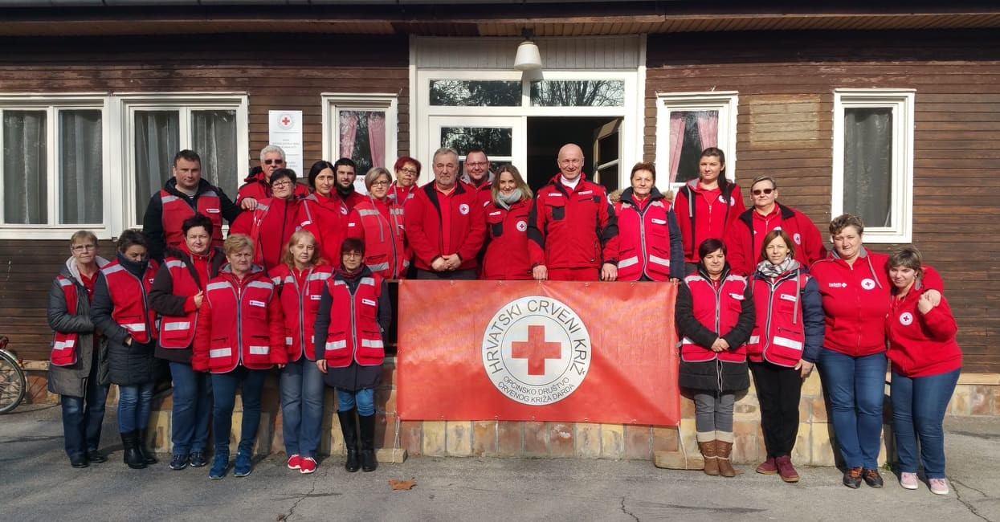 HRVATSKI CRVENI KRIŽ
OPĆINSKO DRUŠTVO
CRVENOG KRIŽA DARDA